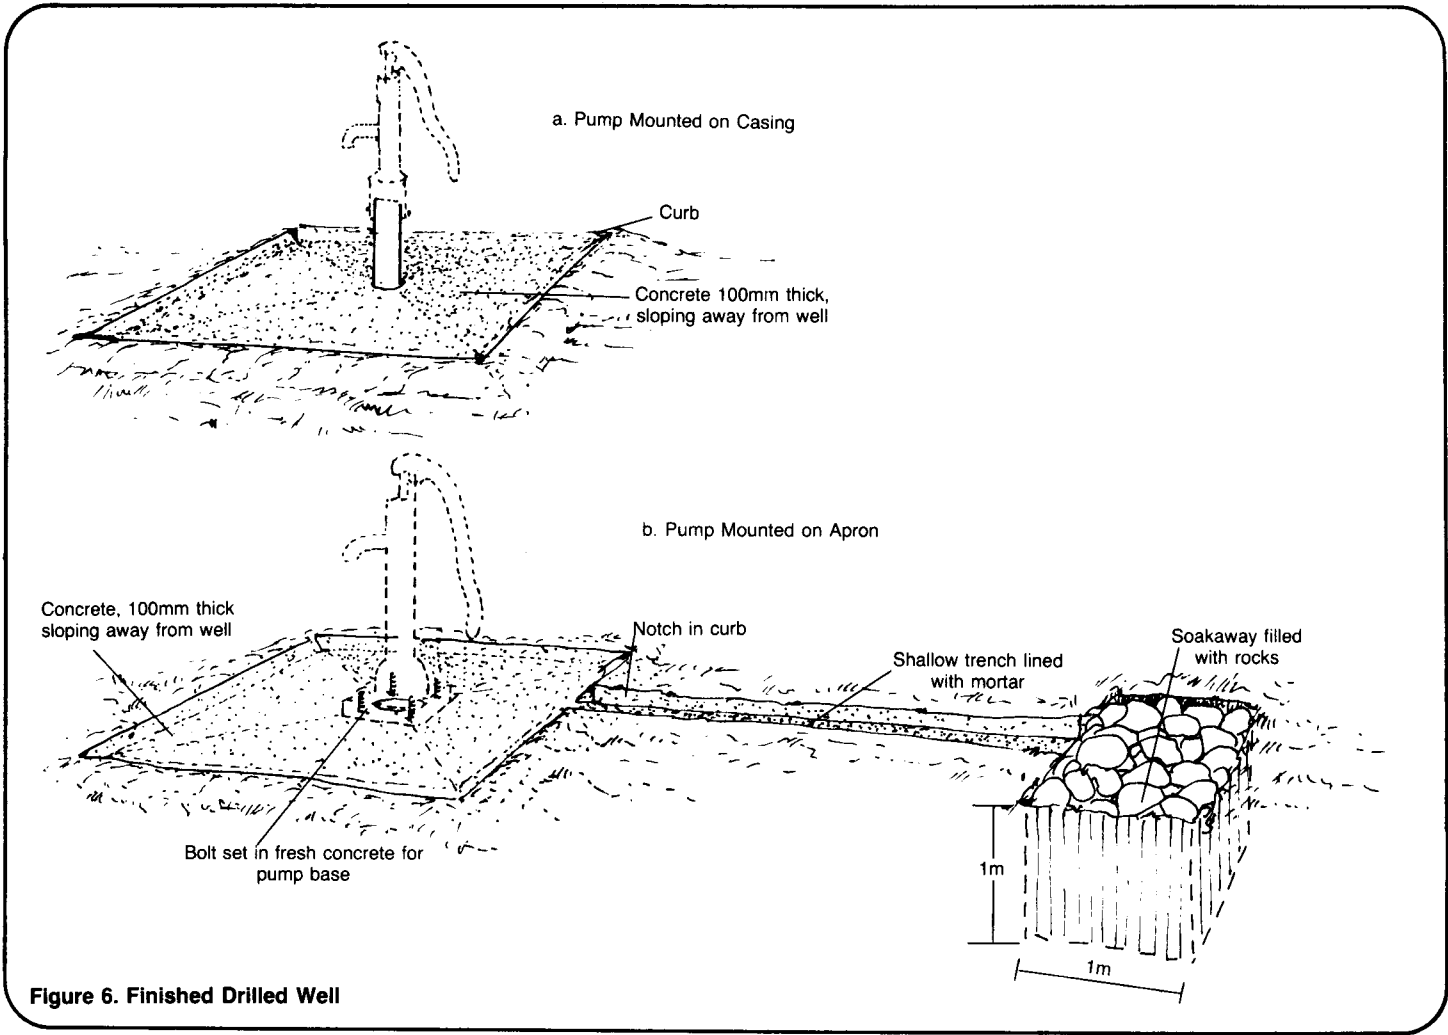 a. Pump Mounted on Casing
Curb
Concrete 100mm thick,
sloping away from well
b. Pump Mounted on Apron
Concrete, 100mm thick
sloping away from well
Notch in curb
Shallow trench lined
with mortar
Soakaway filled
with rocks
Bolt set in fresh concrete for
pump base
1m
1m
Figure 6. Finished Drilled Well